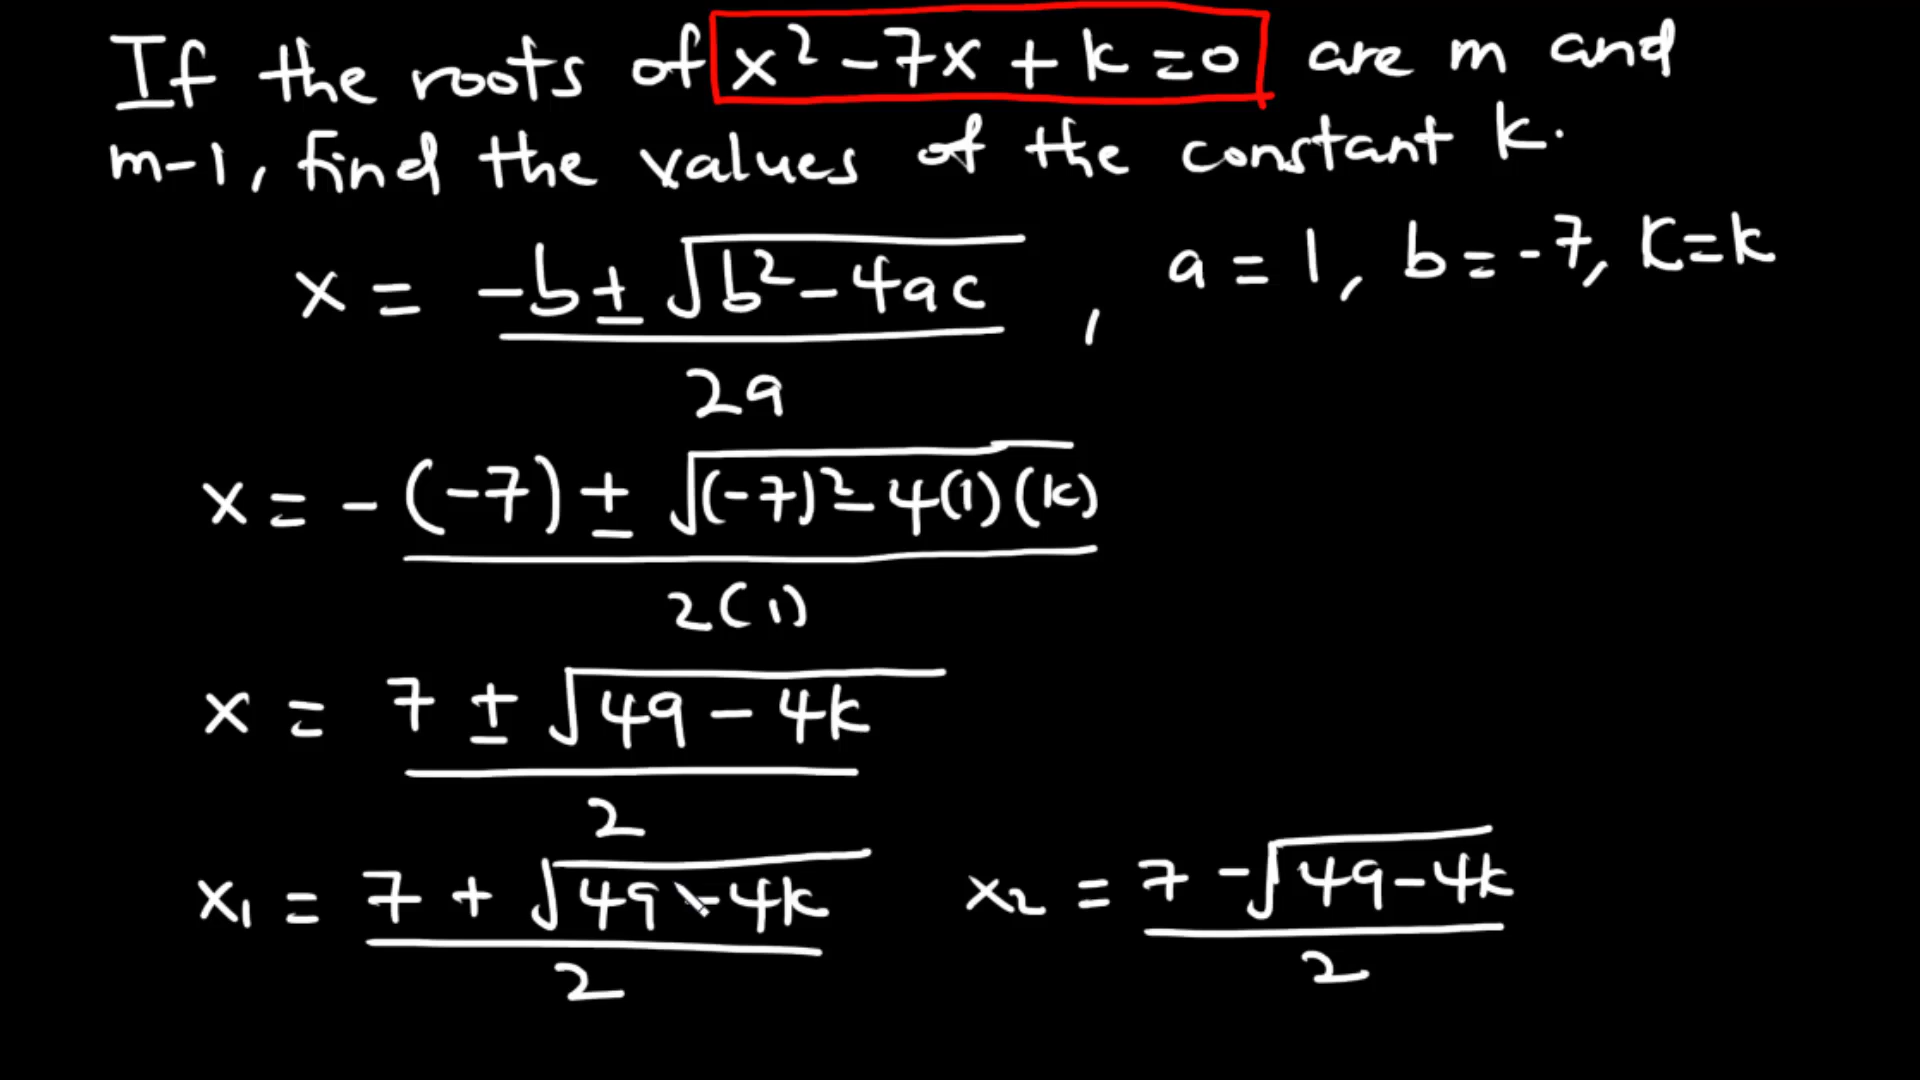 If the roots of x² - 7x + k = 0 are m and
m-1, find the values of the constant k.
x = (-b ± √(b² - 4ac)) / 2a , a = 1, b = -7, K = k
x = (-(-7) ± √((-7)² - 4(1)(k))) / 2(1)
x = (7 ± √(49 - 4k)) / 2
x₁ = (7 + √(49 - 4k)) / 2 x₂ = (7 - √(49 - 4k)) / 2